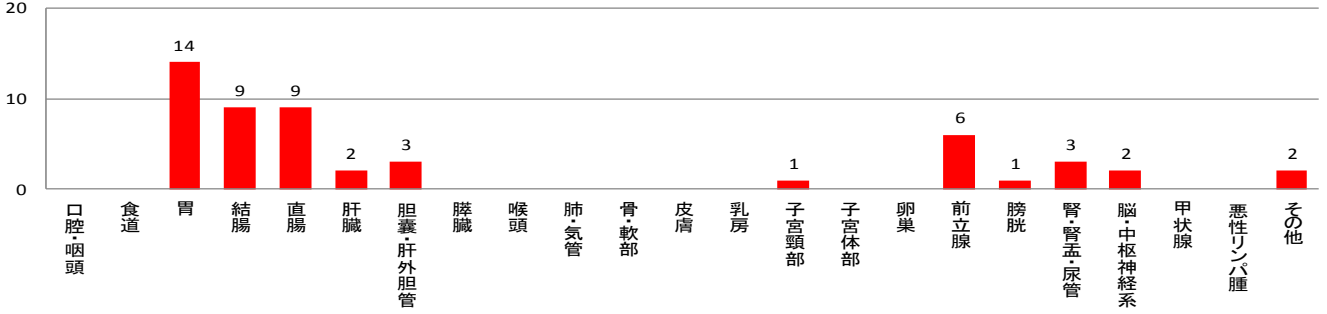 20
10
0
14
9
9
2
3
1
6
1
3
2
2
口腔・咽頭
食道
胃
結腸
直腸
肝臓
胆嚢・肝外胆管
膵臓
喉頭
肺・気管
骨・軟部
皮膚
乳房
子宮頸部
子宮体部
卵巣
前立腺
膀胱
腎・腎盂・尿管
脳・中枢神経系
甲状腺
悪性リンパ腫
その他